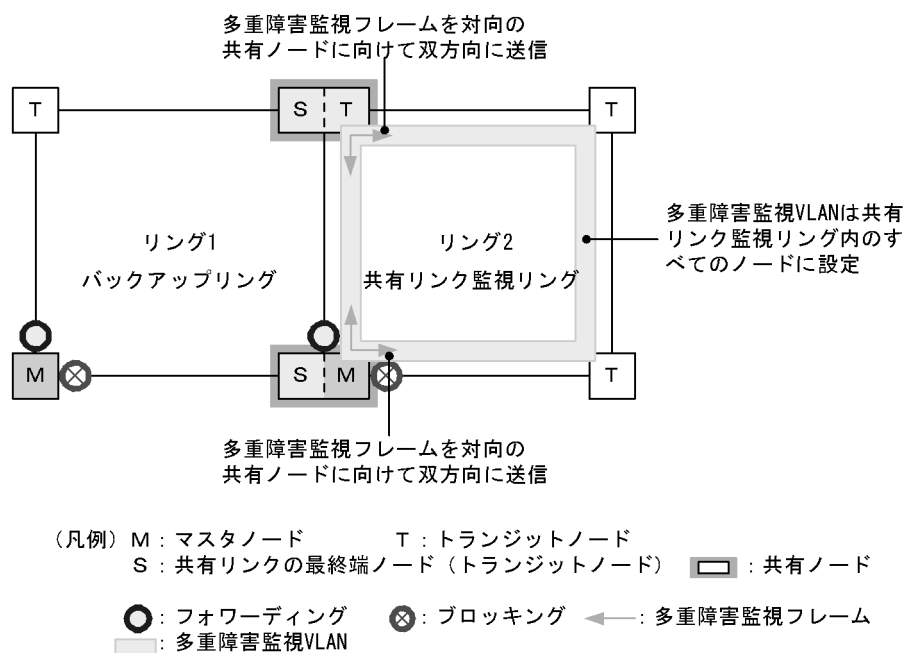 多重障害監視フレームを対向の
共有ノードに向けて双方向に送信
T
S T
T
リング1
バックアップリング
リング2
共有リンク監視リング
多重障害監視VLANは共有
リンク監視リング内のす
べてのノードに設定
M
S M
T
多重障害監視フレームを対向の
共有ノードに向けて双方向に送信
(凡例) M：マスタノード T：トランジットノード
S：共有リンクの最終端ノード（トランジットノード） ：共有ノード
：フォワーディング ：ブロッキング ：多重障害監視フレーム
：多重障害監視VLAN